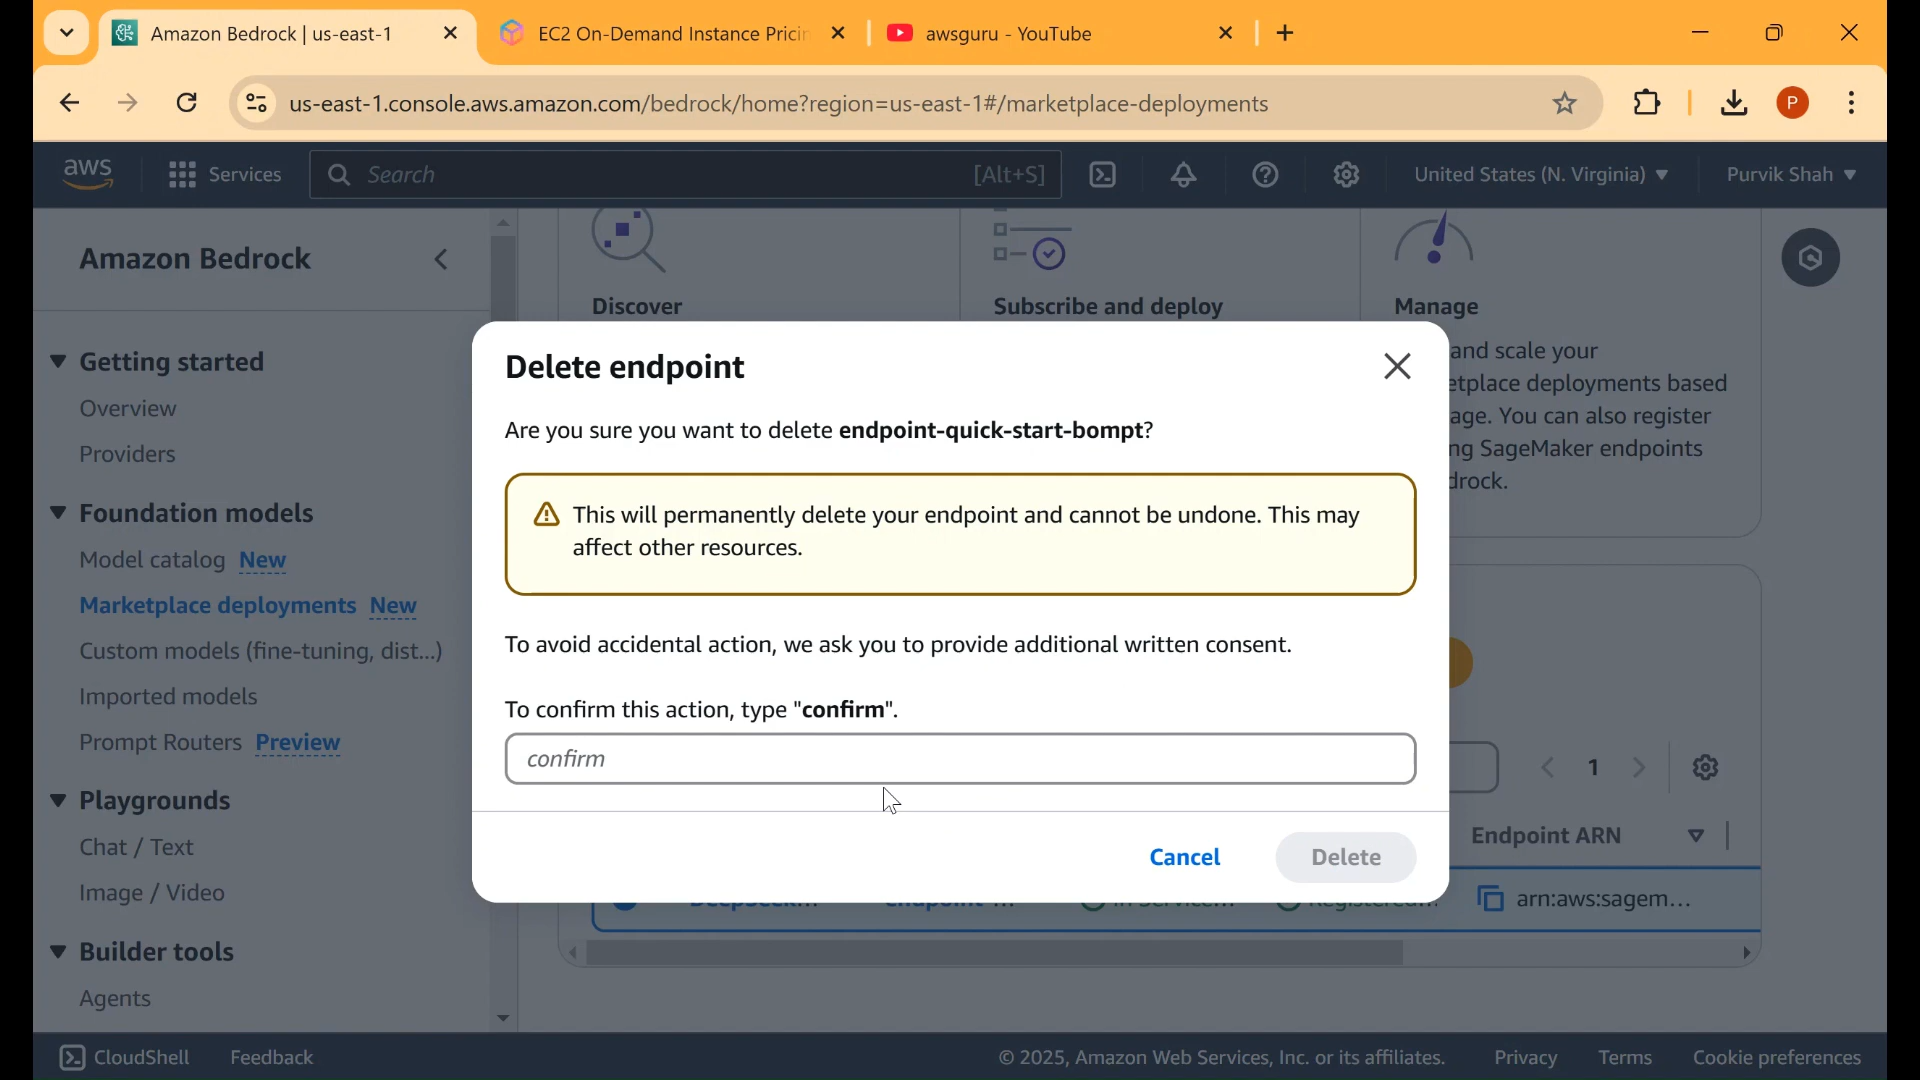 Amazon Bedrock | us-east-1
EC2 On-Demand Instance Pricin
awsguru - YouTube
us-east-1.console.aws.amazon.com/bedrock/home?region=us-east-1#/marketplace-deployments
P
aws
Services
Search
[Alt+S]
United States (N. Virginia)
Purvik Shah
Amazon Bedrock
Getting started
Overview
Providers
Foundation models
Model catalog New
Marketplace deployments New
Custom models (fine-tuning, dist...)
Imported models
Prompt Routers Preview
Playgrounds
Chat / Text
Image / Video
Builder tools
Agents
Discover
Subscribe and deploy
Manage
and scale your
etplace deployments based
age. You can also register
ng SageMaker endpoints
drock.
Delete endpoint
Are you sure you want to delete endpoint-quick-start-bompt?
This will permanently delete your endpoint and cannot be undone. This may
affect other resources.
To avoid accidental action, we ask you to provide additional written consent.
To confirm this action, type "confirm".
confirm
Cancel
Delete
1
Endpoint ARN
arn:aws:sagem...
CloudShell
Feedback
© 2025, Amazon Web Services, Inc. or its affiliates.
Privacy
Terms
Cookie preferences